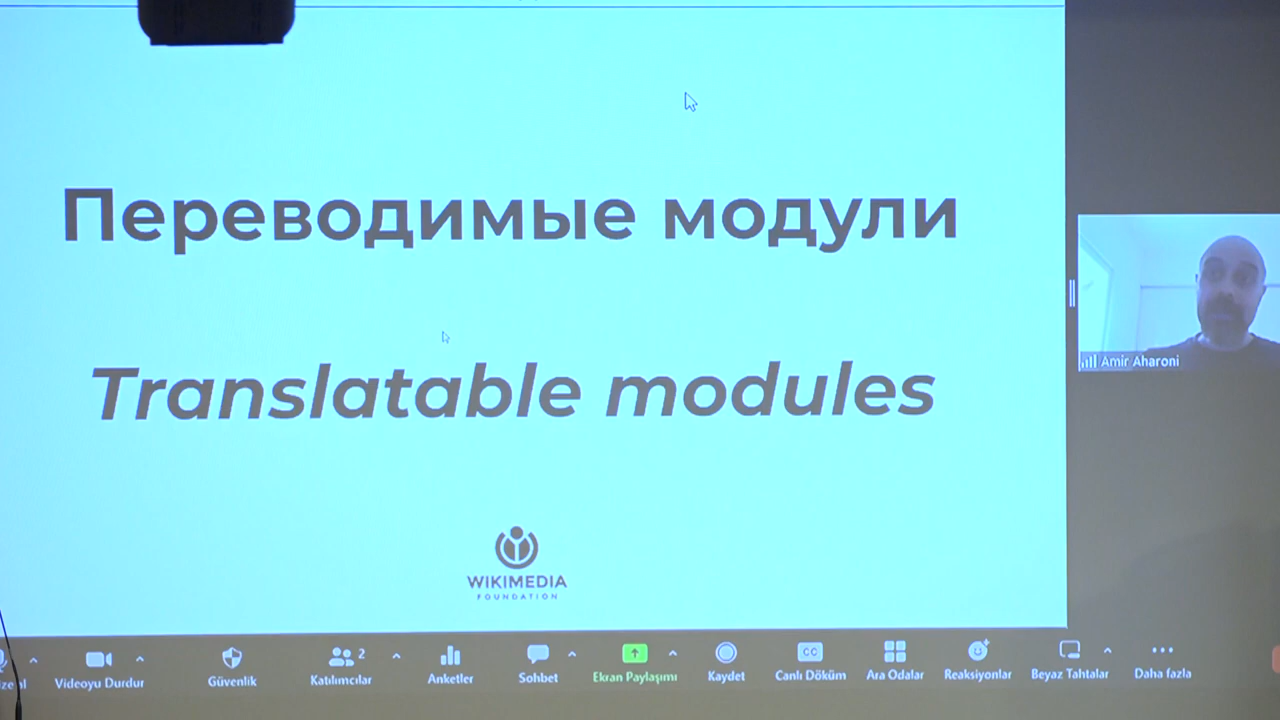 Переводимые модули
Translatable modules
WIKIMEDIA
FOUNDATION
Amir Aharoni
2
Videoyu Durdur
Güvenlik
Katılımcılar
Anketler
Sohbet
Ekran Paylaşımı
Kaydet
CC
Canlı Döküm
Ara Odalar
Reaksiyonlar
Beyaz Tahtalar
Daha fazla